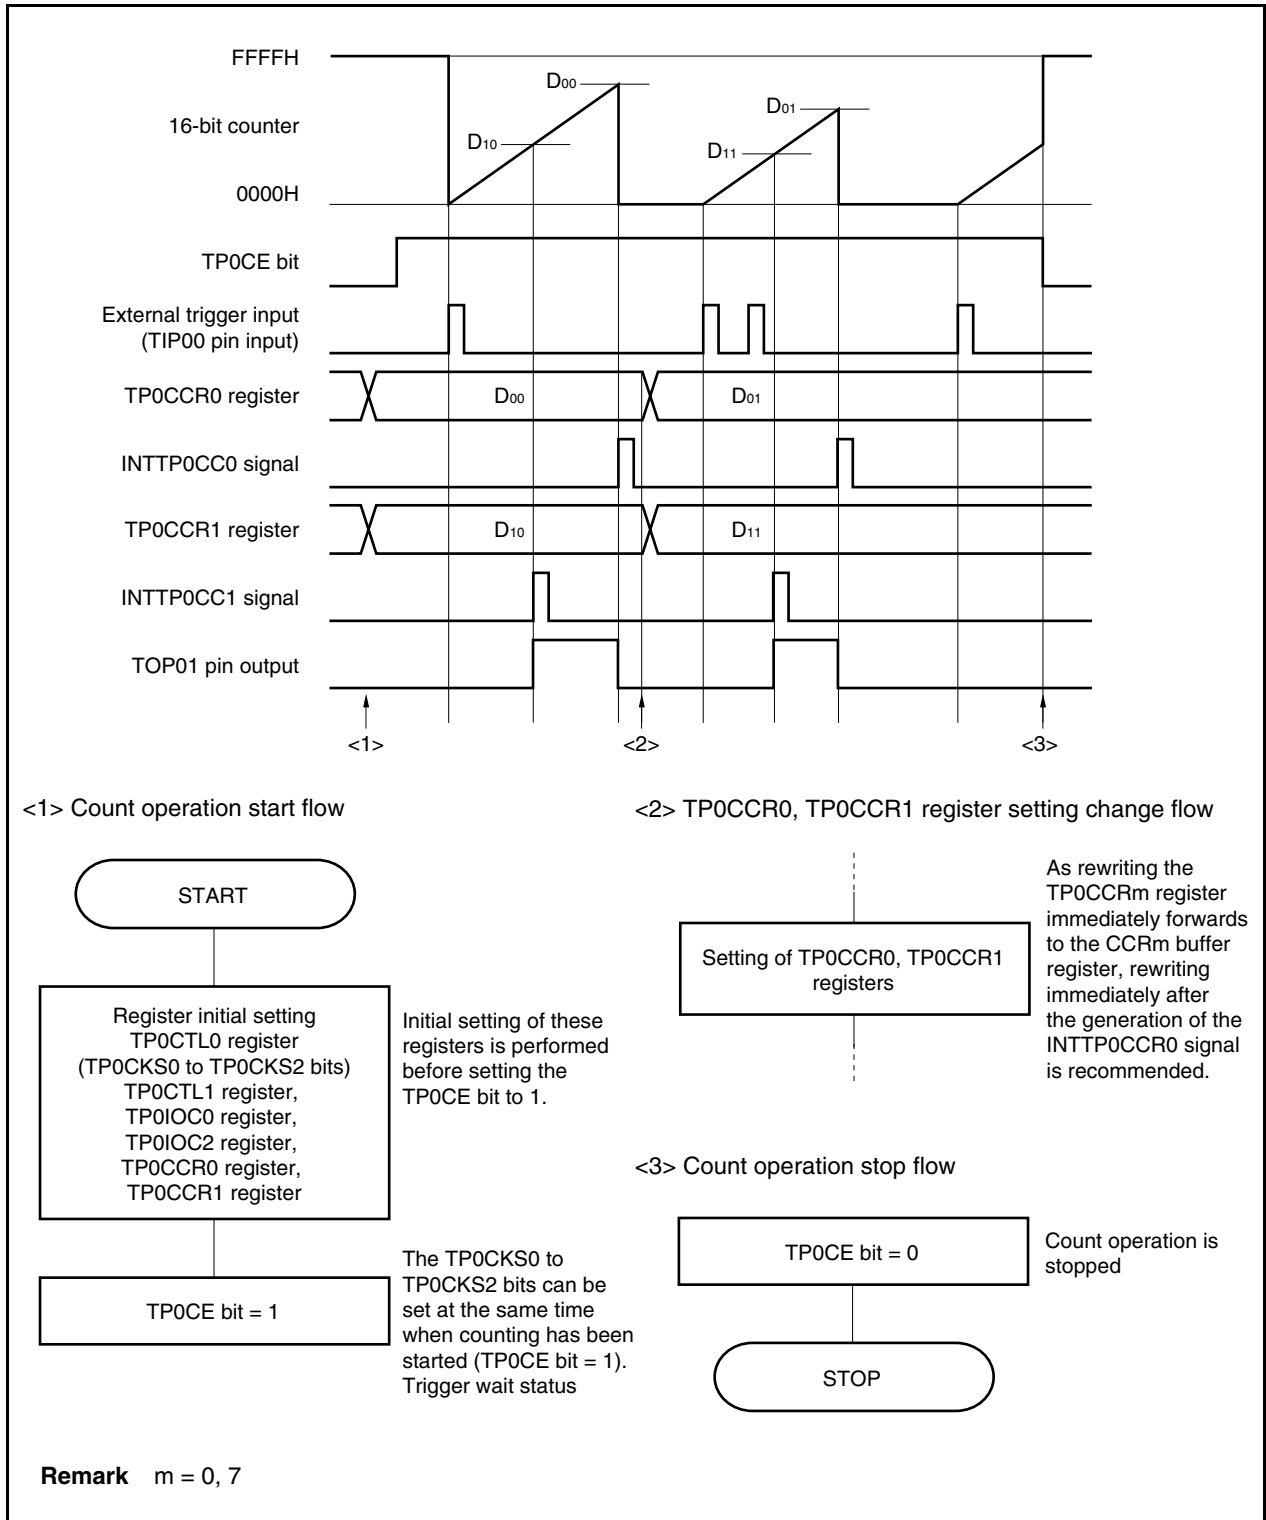 FFFFH
D00
D01
16-bit counter
D10
D11
0000H
TP0CE bit
External trigger input
(TIP00 pin input)
TP0CCR0 register
D00
D01
INTTP0CC0 signal
TP0CCR1 register
D10
D11
INTTP0CC1 signal
TOP01 pin output
<1>
<2>
<3>
<1> Count operation start flow
START
Register initial setting
TP0CTL0 register
(TP0CKS0 to TP0CKS2 bits)
TP0CTL1 register,
TP0IOC0 register,
TP0IOC2 register,
TP0CCR0 register,
TP0CCR1 register
Initial setting of these
registers is performed
before setting the
TP0CE bit to 1.
TP0CE bit = 1
The TP0CKS0 to
TP0CKS2 bits can be
set at the same time
when counting has been
started (TP0CE bit = 1).
Trigger wait status
<2> TP0CCR0, TP0CCR1 register setting change flow
Setting of TP0CCR0, TP0CCR1
registers
As rewriting the
TP0CCRm register
immediately forwards
to the CCRm buffer
register, rewriting
immediately after
the generation of the
INTTP0CCR0 signal
is recommended.
<3> Count operation stop flow
TP0CE bit = 0
Count operation is
stopped
STOP
Remark m = 0, 7